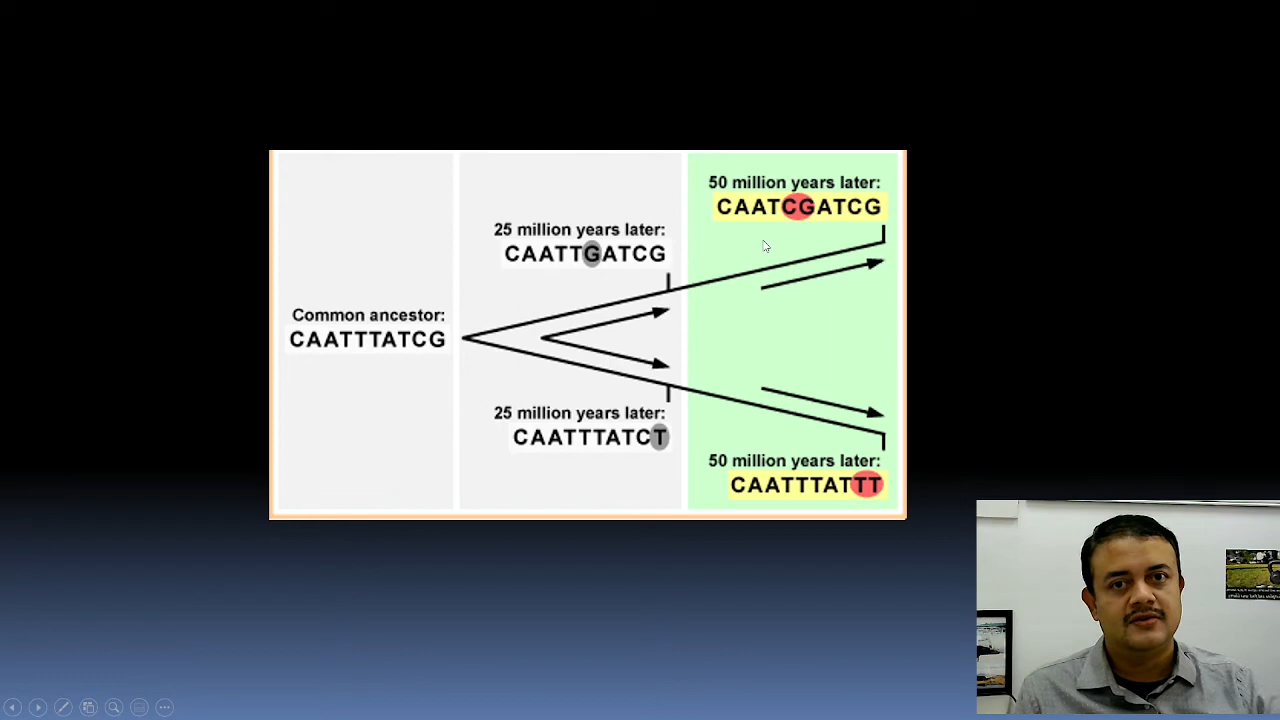 Common ancestor:
CAATTTATCG
25 million years later:
CAATTGATCG
25 million years later:
CAATTTATCT
50 million years later:
CAATCGATCG
50 million years later:
CAATTTATTT